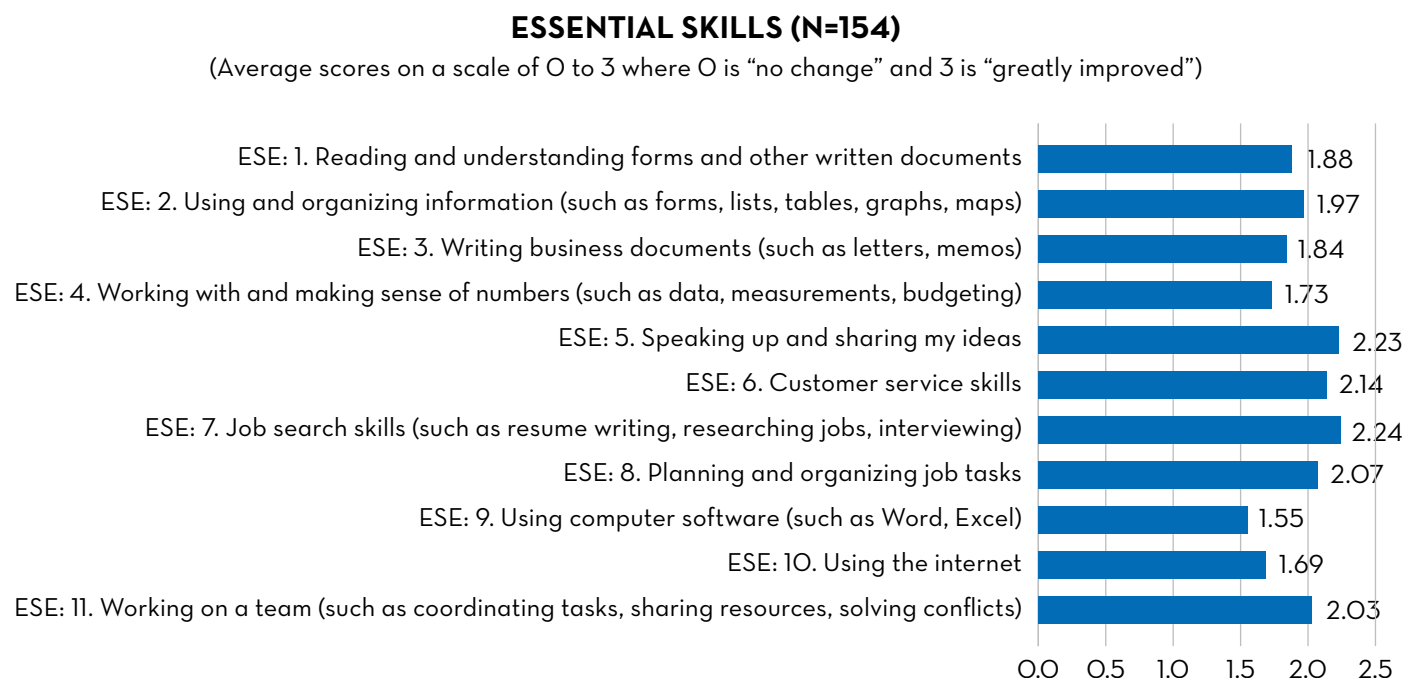 ESSENTIAL SKILLS (N=154)
(Average scores on a scale of 0 to 3 where 0 is “no change” and 3 is “greatly improved”)
ESE: 1. Reading and understanding forms and other written documents 1.88
ESE: 2. Using and organizing information (such as forms, lists, tables, graphs, maps) 1.97
ESE: 3. Writing business documents (such as letters, memos) 1.84
ESE: 4. Working with and making sense of numbers (such as data, measurements, budgeting) 1.73
ESE: 5. Speaking up and sharing my ideas 2.23
ESE: 6. Customer service skills 2.14
ESE: 7. Job search skills (such as resume writing, researching jobs, interviewing) 2.24
ESE: 8. Planning and organizing job tasks 2.07
ESE: 9. Using computer software (such as Word, Excel) 1.55
ESE: 10. Using the internet 1.69
ESE: 11. Working on a team (such as coordinating tasks, sharing resources, solving conflicts) 2.03
0.0 0.5 1.0 1.5 2.0 2.5